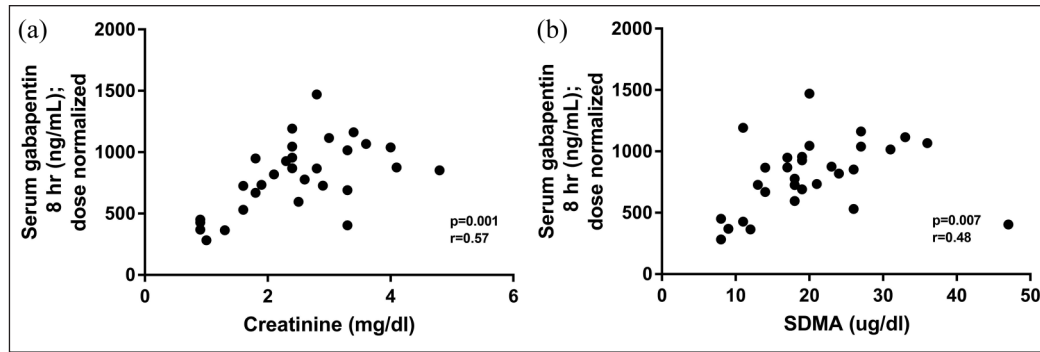 (a)
Serum gabapentin
8 hr (ng/mL);
dose normalized
2000
1500
1000
500
0
p=0.001
r=0.57
0 2 4 6
Creatinine (mg/dl)
(b)
Serum gabapentin
8 hr (ng/mL);
dose normalized
2000
1500
1000
500
0
p=0.007
r=0.48
0 10 20 30 40 50
SDMA (ug/dl)